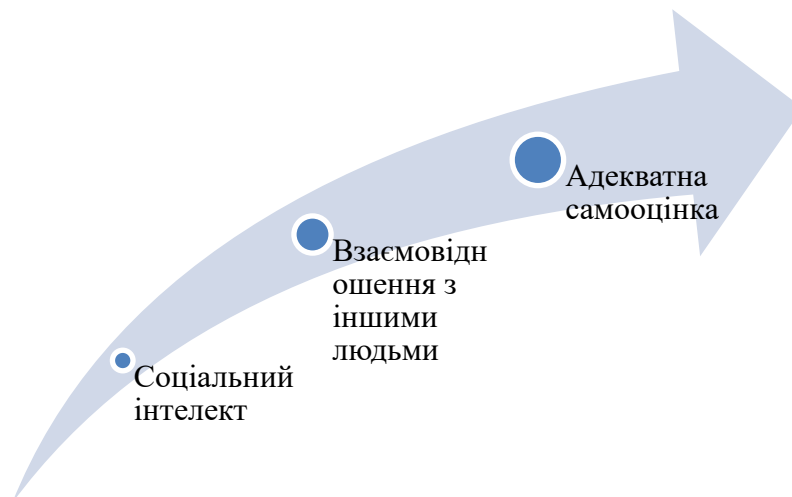 Адекватна
самооцінка
Взаємовідн
ошення з
іншими
людьми
Соціальний
інтелект